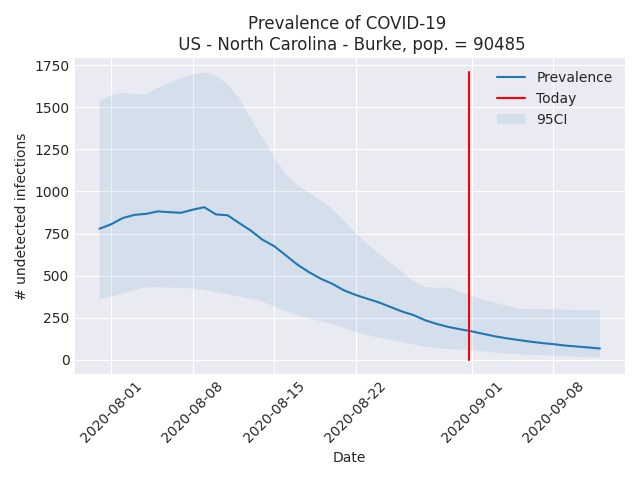 Prevalence of COVID-19
US - North Carolina - Burke, pop. = 90485
1750
1500
1250
1000
750
500
250
0
# undetected infections
Prevalence
Today
95CI
2020-08-01
2020-08-08
2020-08-15
2020-08-22
2020-09-01
2020-09-08
Date